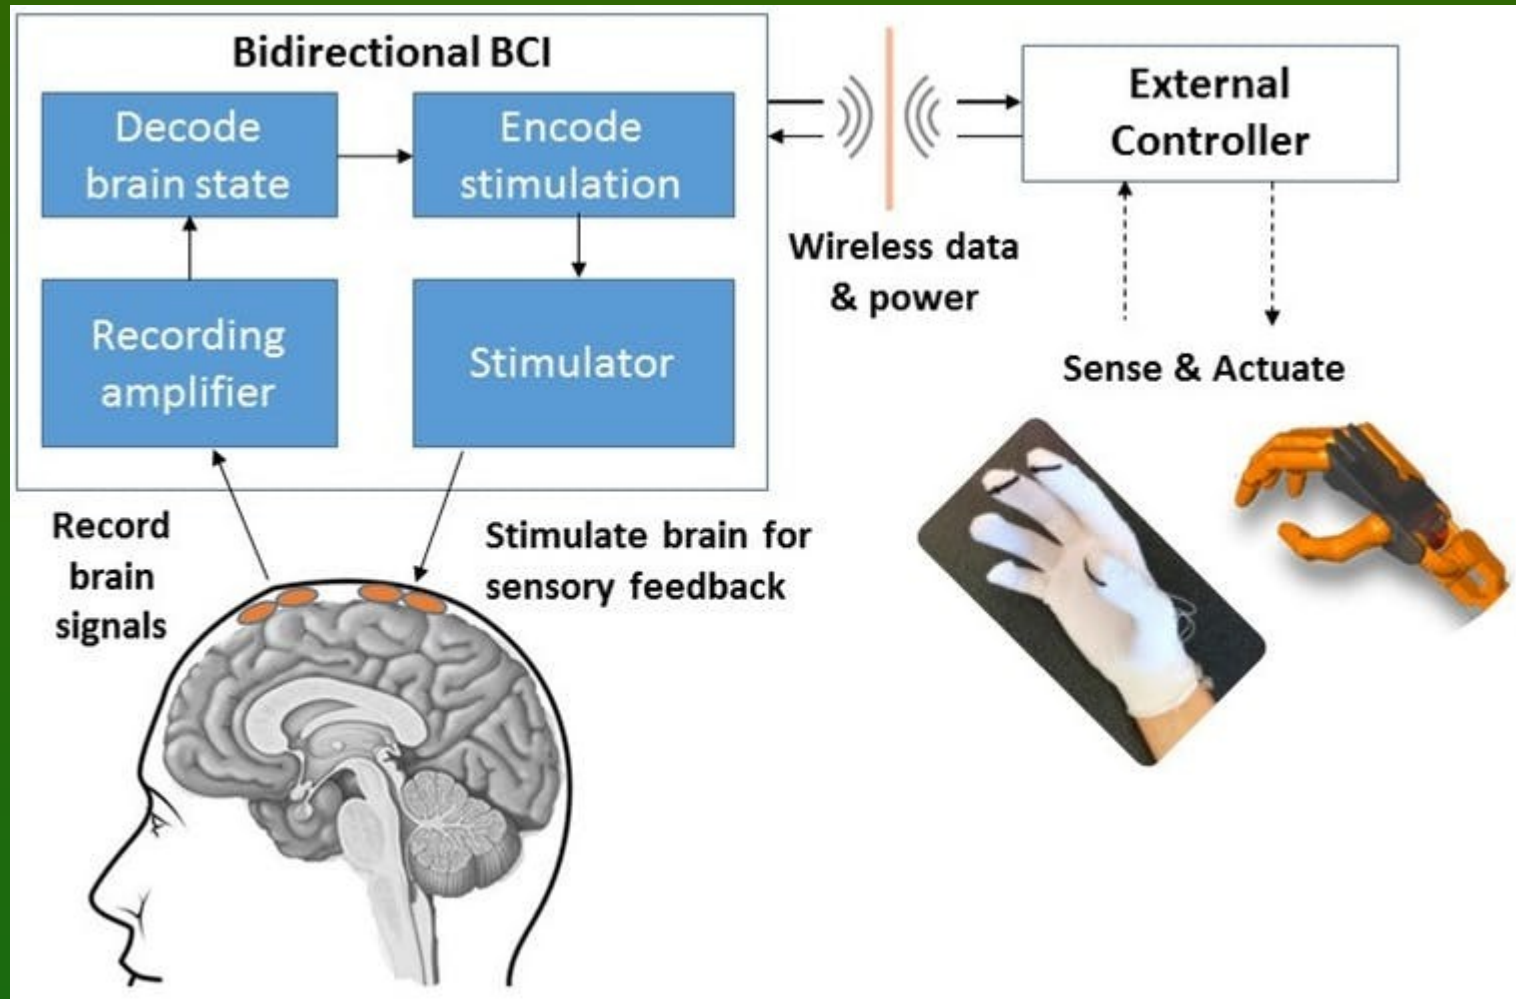 Bidirectional BCI
Decode
brain state
Encode
stimulation
Recording
amplifier
Stimulator
External
Controller
Wireless data
& power
Sense & Actuate
Record
brain
signals
Stimulate brain for
sensory feedback